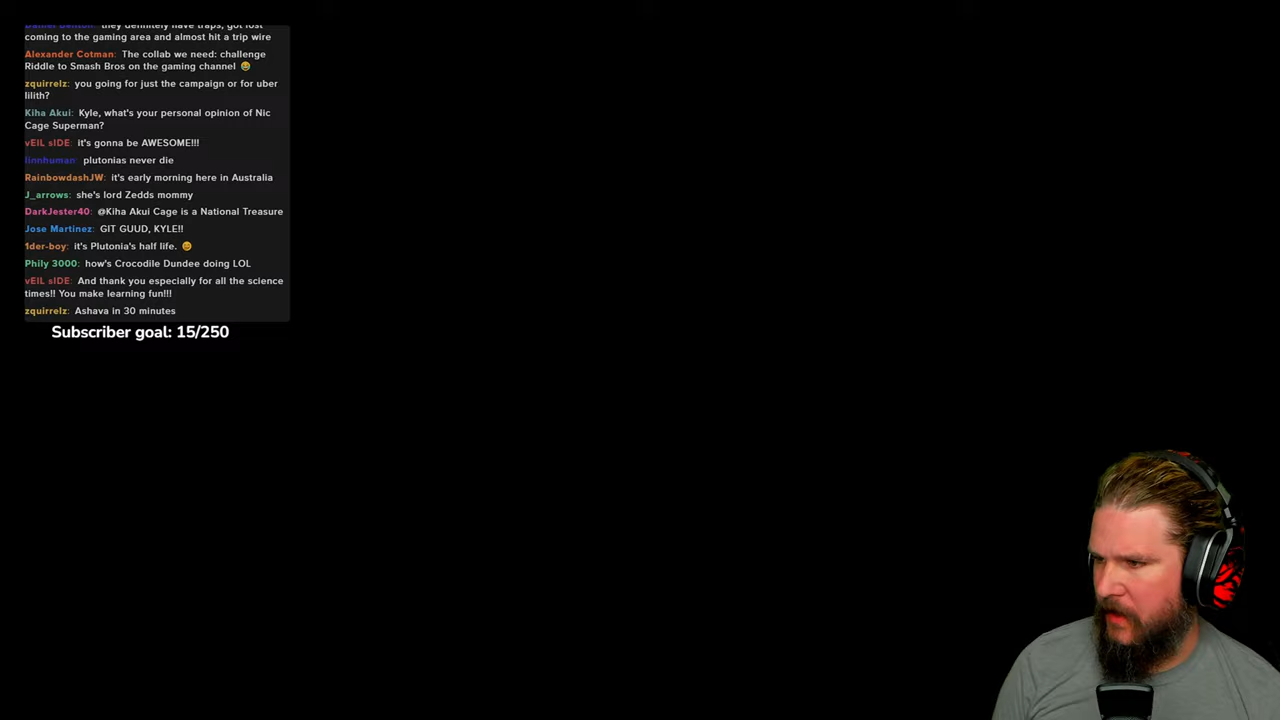 Daniel Benton: they definitely have traps, got lost
coming to the gaming area and almost hit a trip wire
Alexander Cotman: The collab we need: challenge
Riddle to Smash Bros on the gaming channel 😂
zquirrelz: you going for just the campaign or for uber
lilith?
Kiha Akui: Kyle, what's your personal opinion of Nic
Cage Superman?
vEIL sIDE: it's gonna be AWESOME!!!
linnhuman: plutonias never die
RainbowdashJW: it's early morning here in Australia
J_arrows: she's lord Zedds mommy
DarkJester40: @Kiha Akui Cage is a National Treasure
Jose Martinez: GIT GUUD, KYLE!!
1der-boy: it's Plutonia's half life. 😊
Phily 3000: how's Crocodile Dundee doing LOL
vEIL sIDE: And thank you especially for all the science
times!! You make learning fun!!!
zquirrelz: Ashava in 30 minutes
Subscriber goal: 15/250